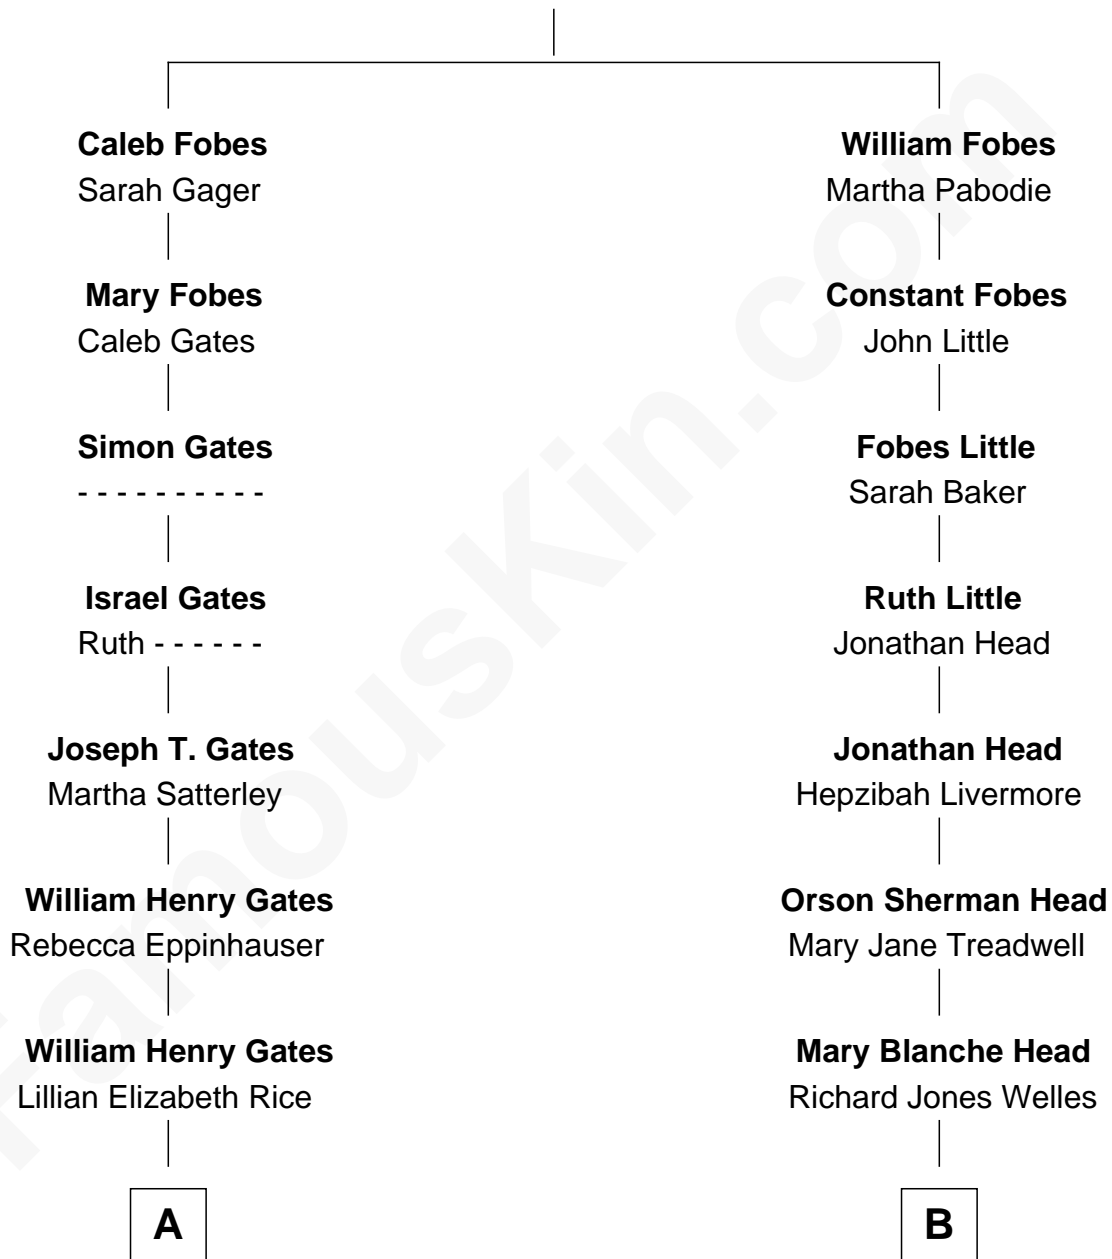 Caleb Fobes
Sarah Gager
William Fobes
Martha Pabodie
Mary Fobes
Caleb Gates
Constant Fobes
John Little
Simon Gates
- - - - - - - - - -
Fobes Little
Sarah Baker
Israel Gates
Ruth - - - - - -
Ruth Little
Jonathan Head
Joseph T. Gates
Martha Satterley
Jonathan Head
Hepzibah Livermore
William Henry Gates
Rebecca Eppinhauser
Orson Sherman Head
Mary Jane Treadwell
William Henry Gates
Lillian Elizabeth Rice
Mary Blanche Head
Richard Jones Welles
A
B
FamousKin.com